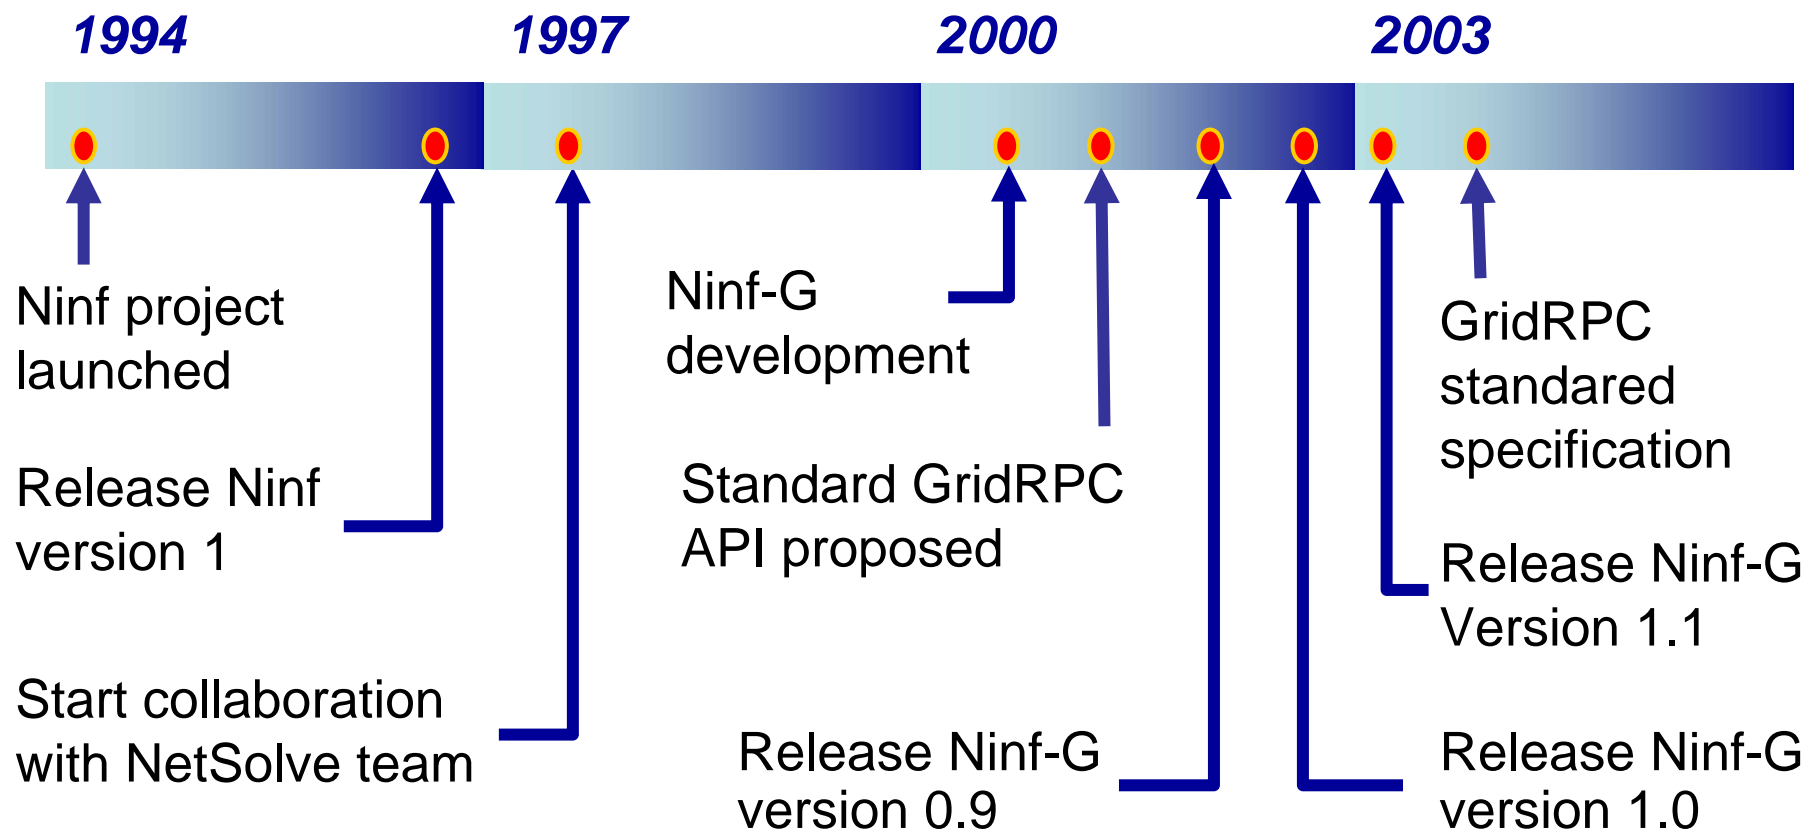 1994
1997
2000
2003
Ninf project
launched
Release Ninf
version 1
Start collaboration
with NetSolve team
Ninf-G
development
Standard GridRPC
API proposed
Release Ninf-G
version 0.9
GridRPC
standared
specification
Release Ninf-G
Version 1.1
Release Ninf-G
version 1.0